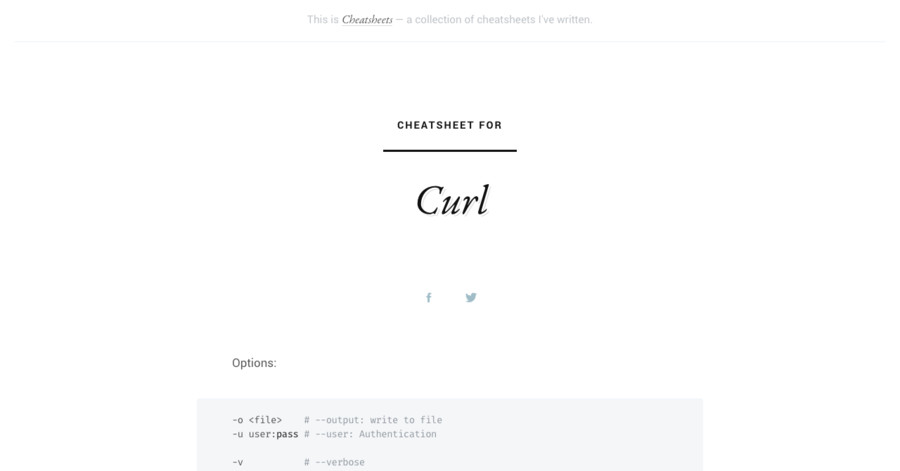 This is Cheatsheets — a collection of cheatsheets I've written.
CHEATSHEET FOR
Curl
Options:
-o <file>    # --output: write to file
-u user:pass # --user: Authentication
-v           # --verbose